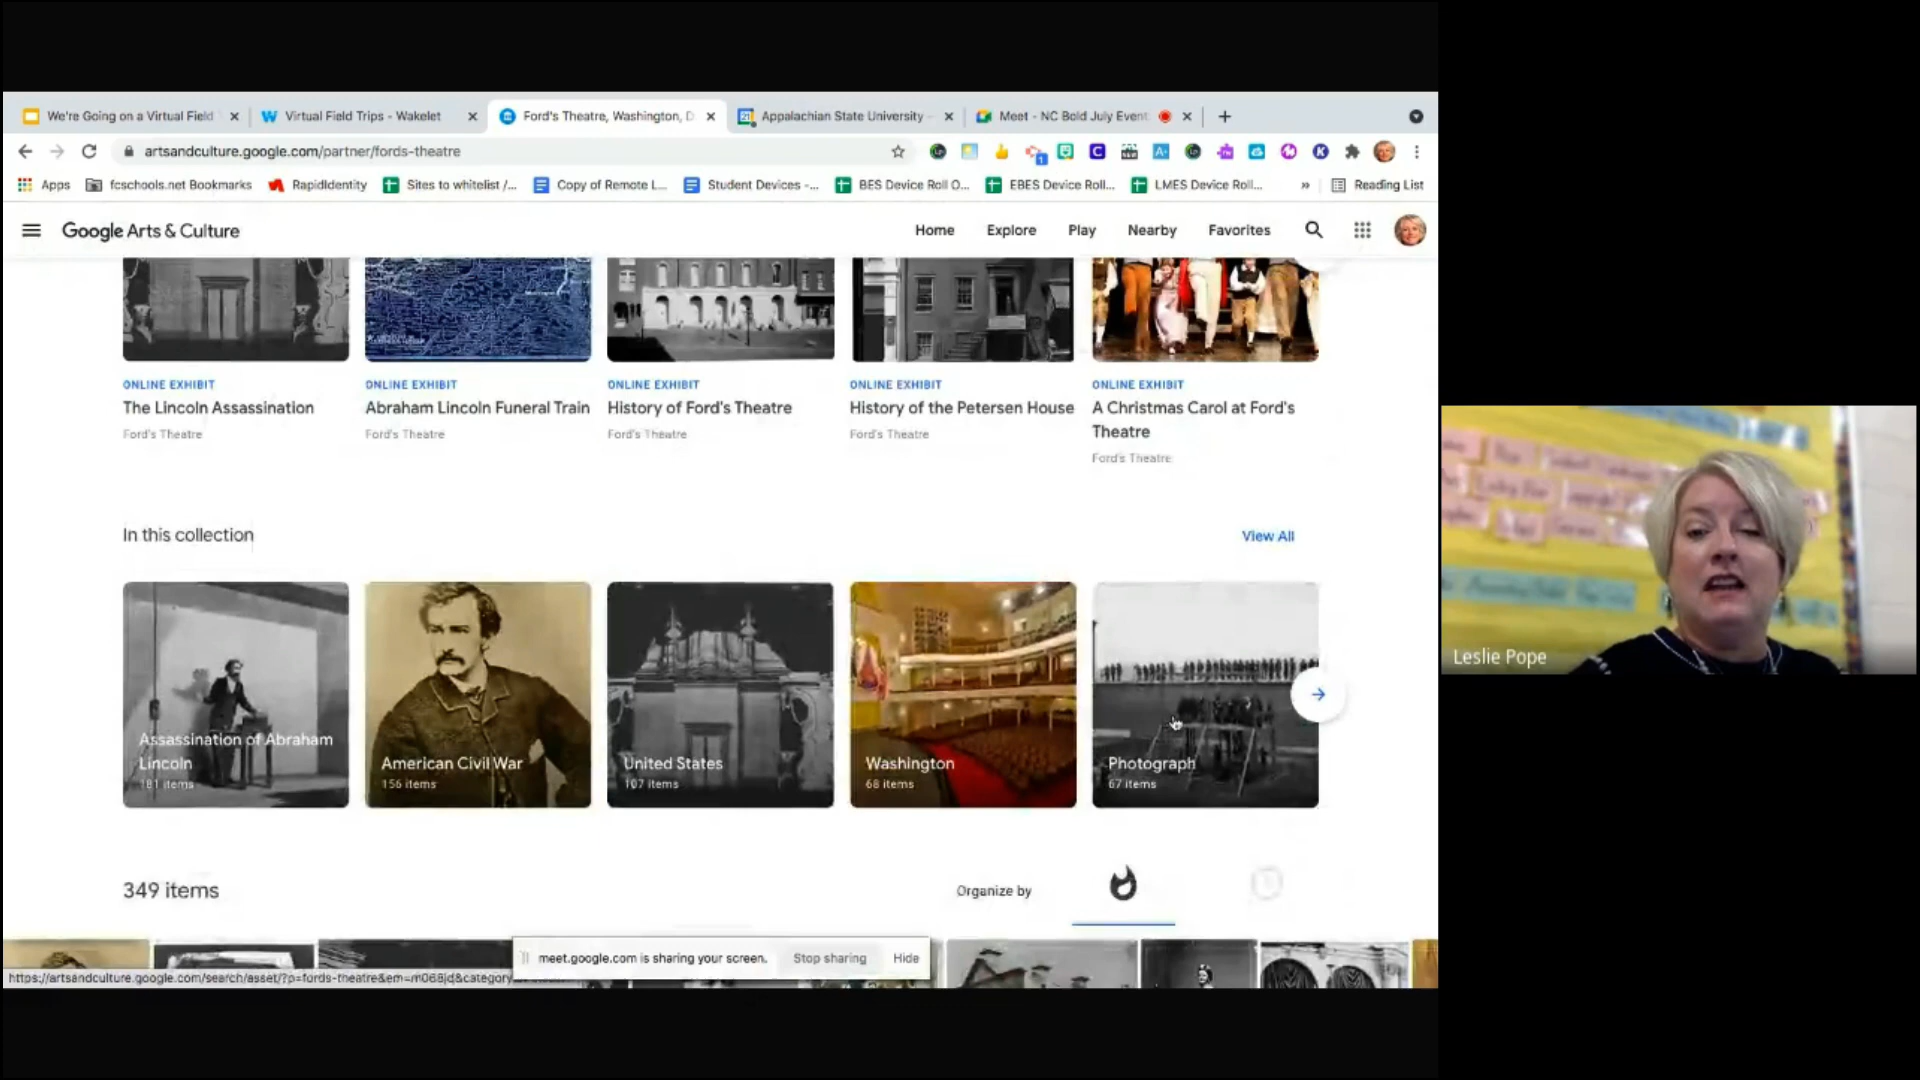 We're Going on a Virtual Field
Virtual Field Trips - Wakelet
Ford's Theatre, Washington, D
Appalachian State University -
Meet - NC Bold July Event
artsandculture.google.com/partner/fords-theatre
Apps
fcschools.net Bookmarks
RapidIdentity
Sites to whitelist /...
Copy of Remote L...
Student Devices -...
BES Device Roll O...
EBES Device Roll...
LMES Device Roll...
»
Reading List
Google Arts & Culture
Home
Explore
Play
Nearby
Favorites
ONLINE EXHIBIT
The Lincoln Assassination
Ford's Theatre
ONLINE EXHIBIT
Abraham Lincoln Funeral Train
Ford's Theatre
ONLINE EXHIBIT
History of Ford's Theatre
Ford's Theatre
ONLINE EXHIBIT
History of the Petersen House
Ford's Theatre
ONLINE EXHIBIT
A Christmas Carol at Ford's
Theatre
Ford's Theatre
In this collection
View All
Assassination of Abraham
Lincoln
181 items
American Civil War
156 items
United States
107 items
Washington
68 items
Photograph
67 items
Leslie Pope
349 items
Organize by
meet.google.com is sharing your screen.
Stop sharing
Hide